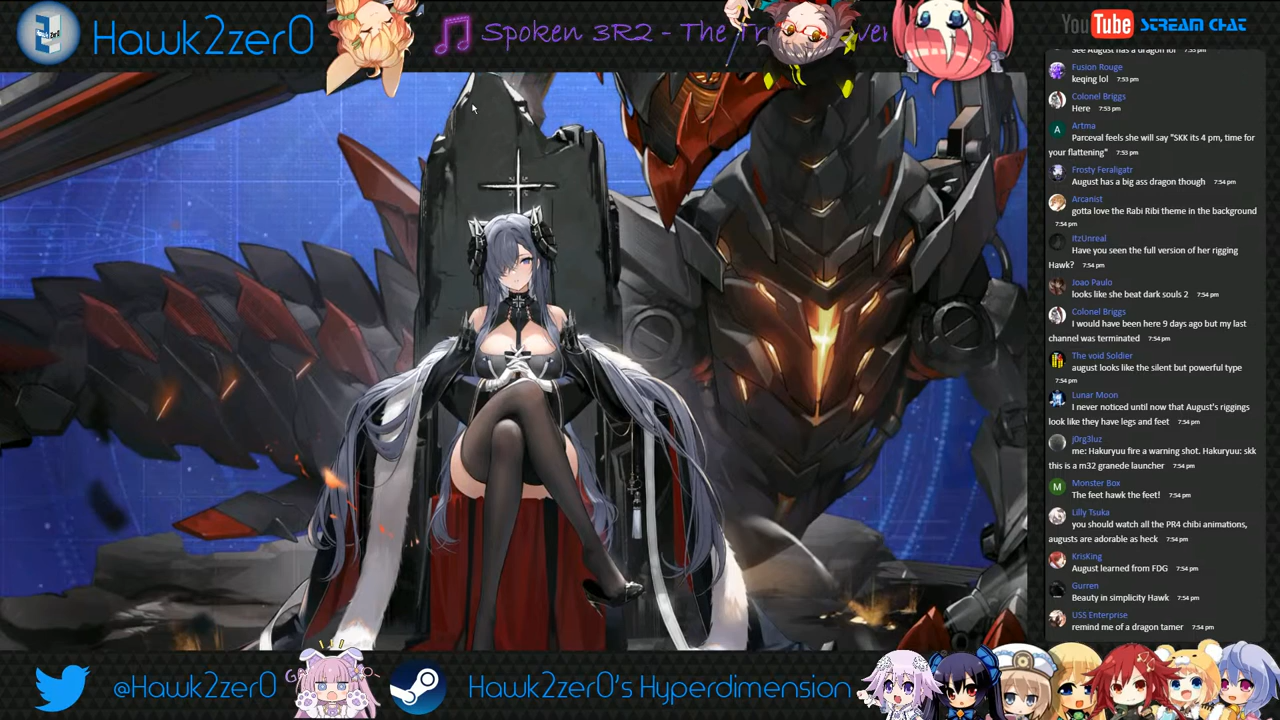 Hawk2zer0
Spoken 3R2 - The
You Tube STREAM CHAT
See August has a dragon lol 7:53 pm
Fusion Rouge
keqing lol 7:53 pm
Colonel Briggs
Here 7:53 pm
A Artma
Parceval feels she will say "SKK its 4 pm, time for
your flattening" 7:53 pm
Frosty Feraligatr
August has a big ass dragon though 7:54 pm
Arcanist
gotta love the Rabi Ribi theme in the background
7:54 pm
ItzUnreal
Have you seen the full version of her rigging
Hawk? 7:54 pm
Joao Paulo
looks like she beat dark souls 2 7:54 pm
Colonel Briggs
I would have been here 9 days ago but my last
channel was terminated 7:54 pm
The void Soldier
august looks like the silent but powerful type
7:54 pm
Lunar Moon
I never noticed until now that August's riggings
look like they have legs and feet 7:54 pm
j0rg3luz
me: Hakuryuu fire a warning shot. Hakuryuu: skk
this is a m32 granede launcher 7:54 pm
M Monster Box
The feet hawk the feet! 7:54 pm
Lilly Tsuka
you should watch all the PR4 chibi animations,
augusts are adorable as heck 7:54 pm
KrisKing
August learned from FDG 7:54 pm
Gurren
Beauty in simplicity Hawk 7:54 pm
USS Enterprise
remind me of a dragon tamer 7:54 pm
@Hawk2zer0
Hawk2zer0's Hyperdimension